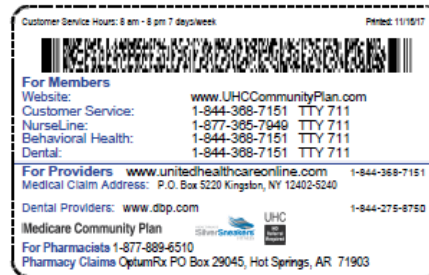 Customer Service Hours: 8 am - 8 pm 7 days/week Printed: 11/16/17
For Members
Website: www.UHCCommunityPlan.com
Customer Service: 1-844-368-7151 TTY 711
NurseLine: 1-877-365-7949 TTY 711
Behavioral Health: 1-844-368-7151 TTY 711
Dental: 1-844-368-7151 TTY 711
For Providers www.unitedhealthcareonline.com 1-844-368-7151
Medical Claim Address: P.O. Box 5220 Kingston, NY 12402-5240
Dental Providers: www.dbp.com 1-844-275-8750
Medicare Community Plan SilverSneakers UHC No Referral Required
For Pharmacists 1-877-889-6510
Pharmacy Claims OptumRx PO Box 29045, Hot Springs, AR 71903